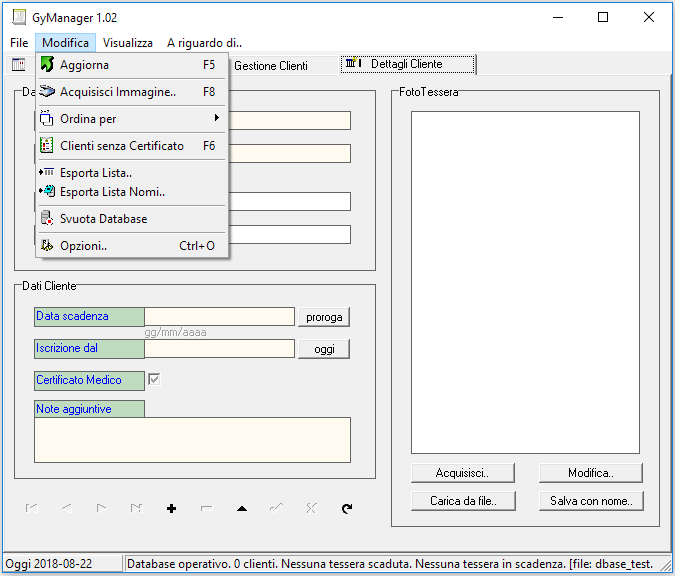 GyManager 1.02
File Modifica Visualizza A riguardo di..
Gestione Clienti Dettagli Cliente
Aggiorna F5
Acquisisci Immagine.. F8
Ordina per
Clienti senza Certificato F6
Esporta Lista..
Esporta Lista Nomi..
Svuota Database
Opzioni.. Ctrl+O
FotoTessera
Dati Cliente
Data scadenza proroga
gg/mm/aaaa
Iscrizione dal oggi
Certificato Medico
Note aggiuntive
Acquisisci.. Modifica..
Carica da file.. Salva con nome..
Oggi 2018-08-22 Database operativo. 0 clienti. Nessuna tessera scaduta. Nessuna tessera in scadenza. [file: dbase_test.